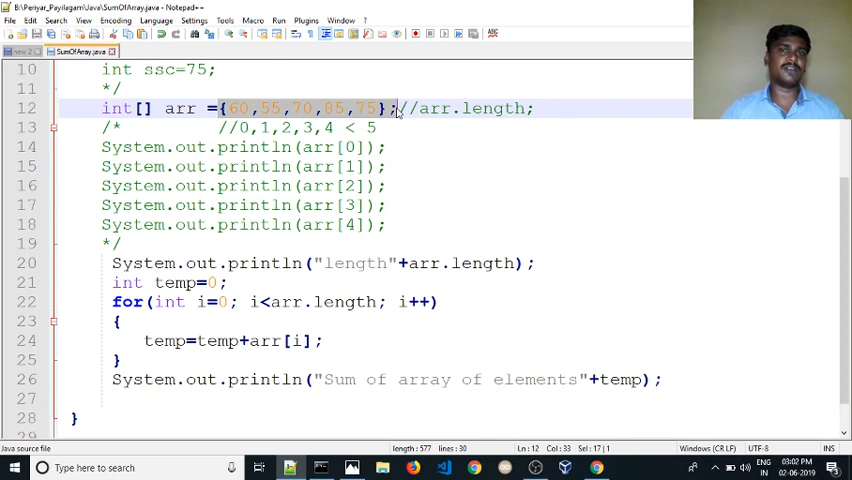 B:\Periyar_Payilagam\Java\SumOfArray.java - Notepad++
File Edit Search View Encoding Language Settings Tools Macro Run Plugins Window ?
new 2 SumOfArray.java
10 int ssc=75;
11 */
12 int[] arr ={60,55,70,85,75};//arr.length;
13 /* //0,1,2,3,4 < 5
14 System.out.println(arr[0]);
15 System.out.println(arr[1]);
16 System.out.println(arr[2]);
17 System.out.println(arr[3]);
18 System.out.println(arr[4]);
19 */
20 System.out.println("length"+arr.length);
21 int temp=0;
22 for(int i=0; i<arr.length; i++)
23 {
24 temp=temp+arr[i];
25 }
26 System.out.println("Sum of array of elements"+temp);
27
28 }
29
Java source file length : 577 lines : 30 Ln : 12 Col : 33 Sel : 17 | 1 Windows (CR LF) UTF-8 INS
Type here to search ENG IN 03:02 PM 02-06-2019